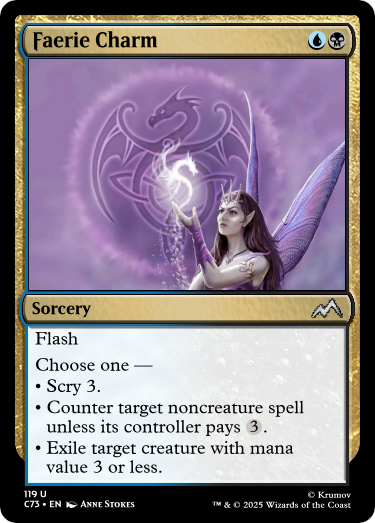 Faerie Charm
Sorcery
Flash
Choose one —
• Scry 3.
• Counter target noncreature spell
unless its controller pays 3.
• Exile target creature with mana
value 3 or less.
119 U
C73 • EN Anne Stokes
© Krumov
™ & © 2025 Wizards of the Coast